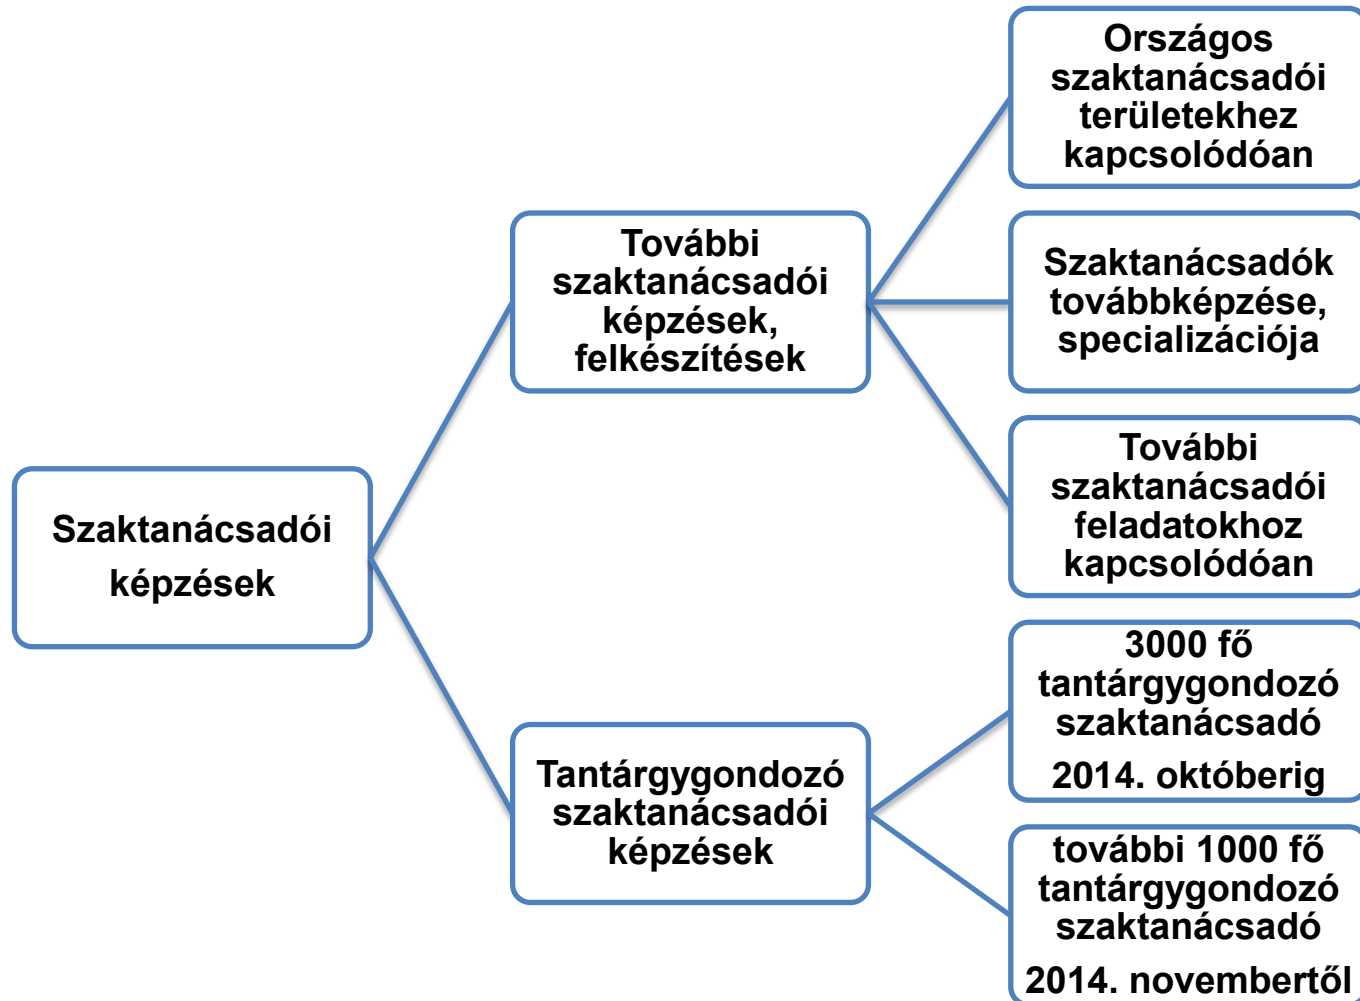 Országos
szaktanácsadói
területekhez
kapcsolódóan
További
szaktanácsadói
képzések,
felkészítések
Szaktanácsadók
továbbképzése,
specializációja
További
szaktanácsadói
feladatokhoz
kapcsolódóan
Szaktanácsadói
képzések
3000 fő
tantárgygondozó
szaktanácsadó
2014. októberig
Tantárgygondozó
szaktanácsadói
képzések
további 1000 fő
tantárgygondozó
szaktanácsadó
2014. novembertől